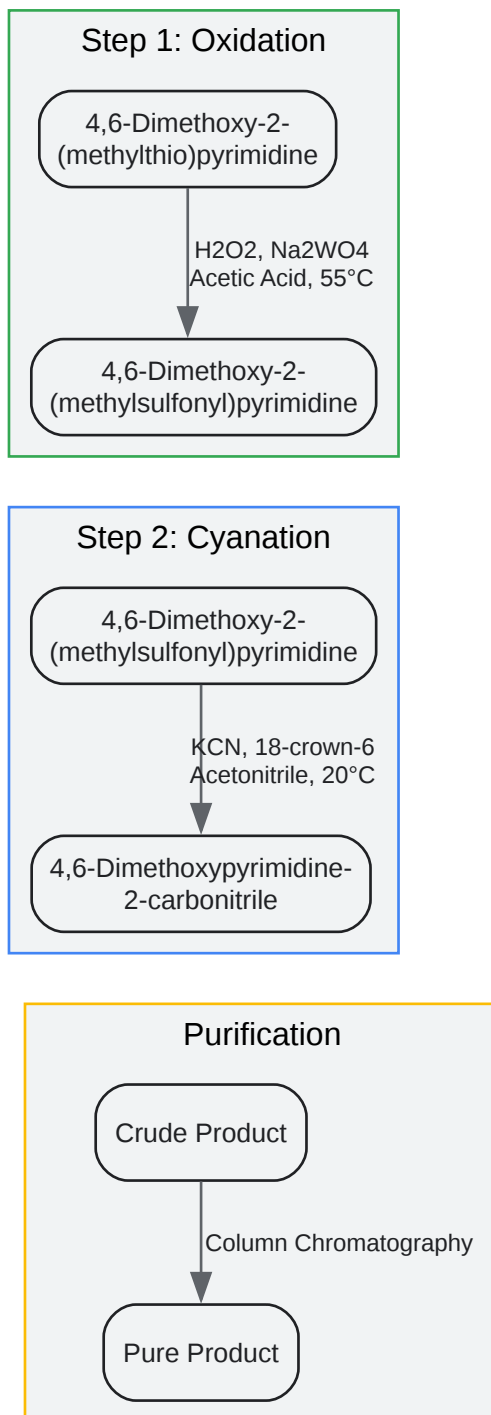 Step 1: Oxidation
4,6-Dimethoxy-2-
(methylthio)pyrimidine
H2O2, Na2WO4
Acetic Acid, 55°C
4,6-Dimethoxy-2-
(methylsulfonyl)pyrimidine
Step 2: Cyanation
4,6-Dimethoxy-2-
(methylsulfonyl)pyrimidine
KCN, 18-crown-6
Acetonitrile, 20°C
4,6-Dimethoxypyrimidine-
2-carbonitrile
Purification
Crude Product
Column Chromatography
Pure Product